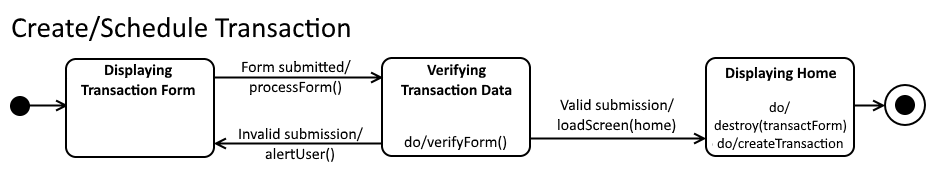 Create/Schedule Transaction
Displaying
Transaction Form
Form submitted/
processForm()
Invalid submission/
alertUser()
Verifying
Transaction Data
do/verifyForm()
Valid submission/
loadScreen(home)
Displaying Home
do/
destroy(transactForm)
do/createTransaction